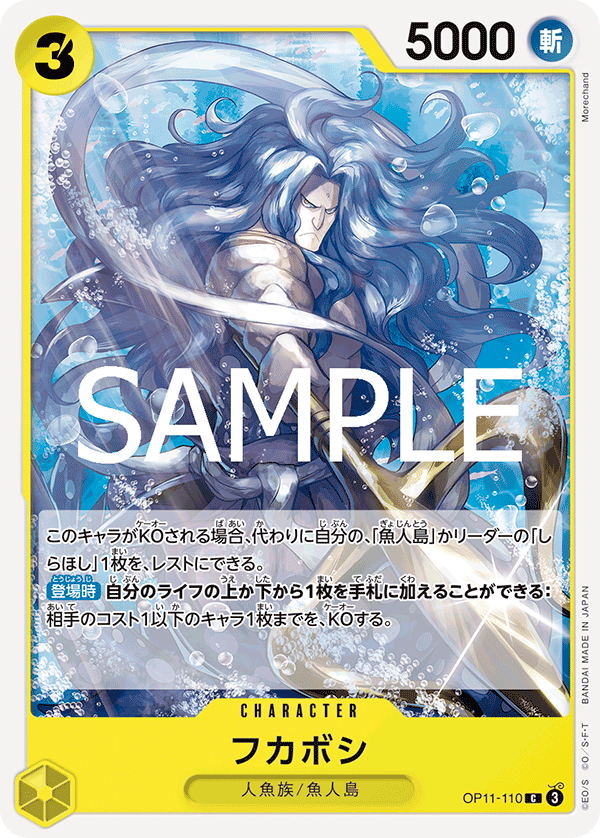 3
5000 斬
Morechand
SAMPLE
このキャラがKOされる場合、代わりに自分の、「魚人島」かリーダーの「し
らほし」1枚を、レストにできる。
登場時 自分のライフの上か下から1枚を手札に加えることができる:
相手のコスト1以下のキャラ1枚までを、KOする。
CHARACTER
フカボシ
人魚族/魚人島
OP11-110 C 3
©EO/S ©O/S・F・T BANDAI MADE IN JAPAN